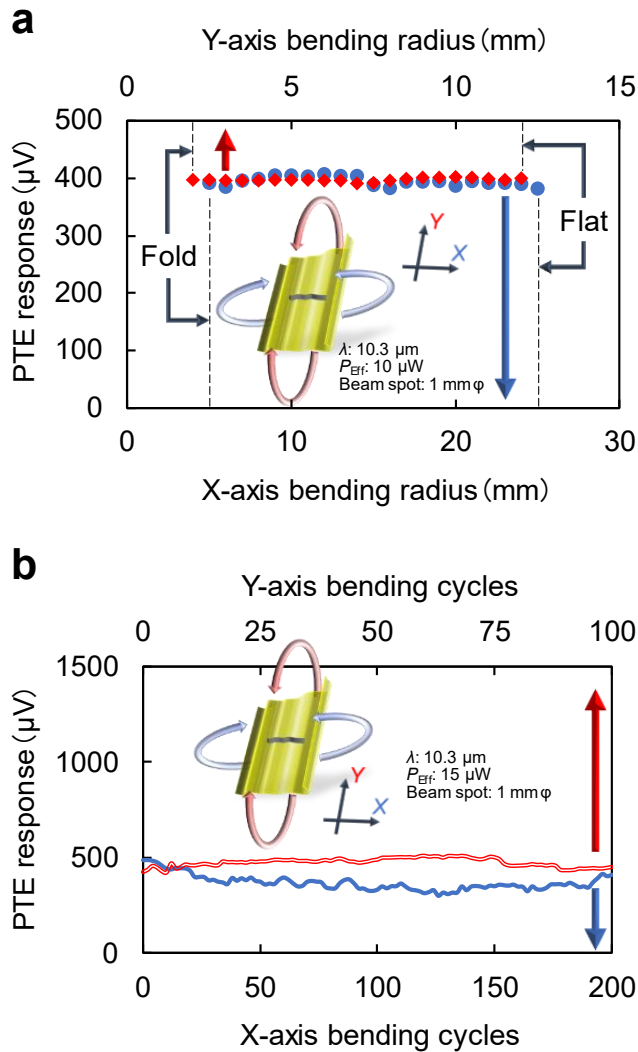 a
Y-axis bending radius (mm)
0 5 10 15
PTE response (μV)
500
400
300
200
100
0
Fold
Flat
Y
X
λ: 10.3 μm
PEff: 10 μW
Beam spot: 1 mm φ
0 10 20 30
X-axis bending radius (mm)
b
Y-axis bending cycles
0 25 50 75 100
PTE response (μV)
1500
1000
500
0
Y
X
λ: 10.3 μm
PEff: 15 μW
Beam spot: 1 mm φ
0 50 100 150 200
X-axis bending cycles